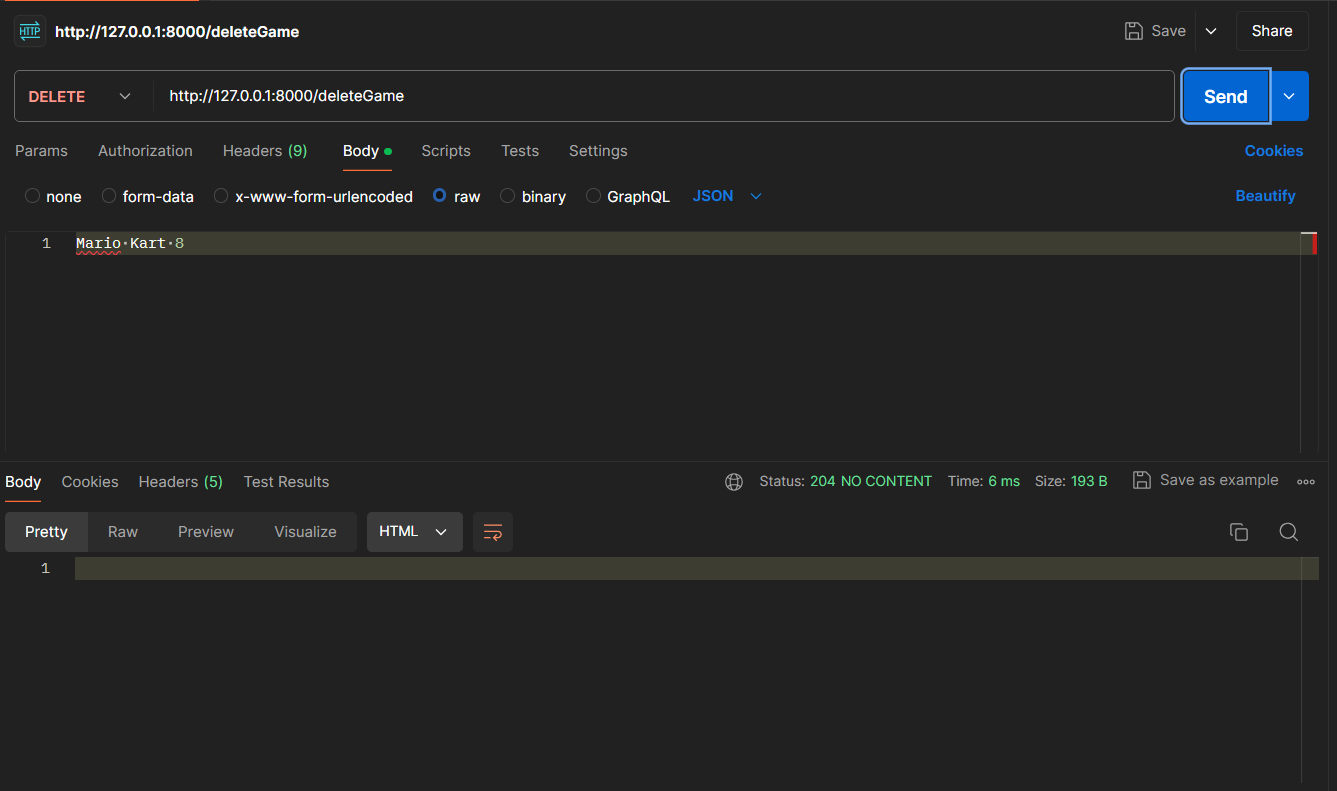 HTTP http://127.0.0.1:8000/deleteGame Save Share
DELETE http://127.0.0.1:8000/deleteGame Send
Params Authorization Headers (9) Body Scripts Tests Settings Cookies
none form-data x-www-form-urlencoded raw binary GraphQL JSON Beautify
1 Mario·Kart·8
Body Cookies Headers (5) Test Results Status: 204 NO CONTENT Time: 6 ms Size: 193 B Save as example
Pretty Raw Preview Visualize HTML
1